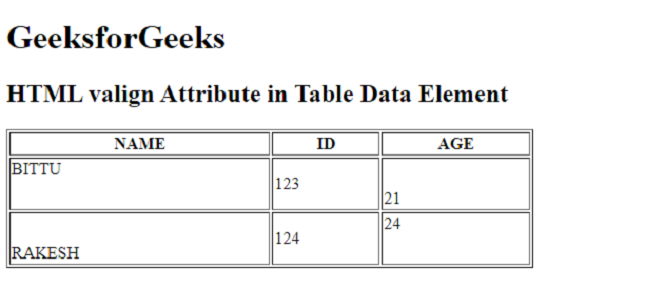 GeeksforGeeks
HTML valign Attribute in Table Data Element
NAME ID AGE
BITTU 123 21
RAKESH 124 24